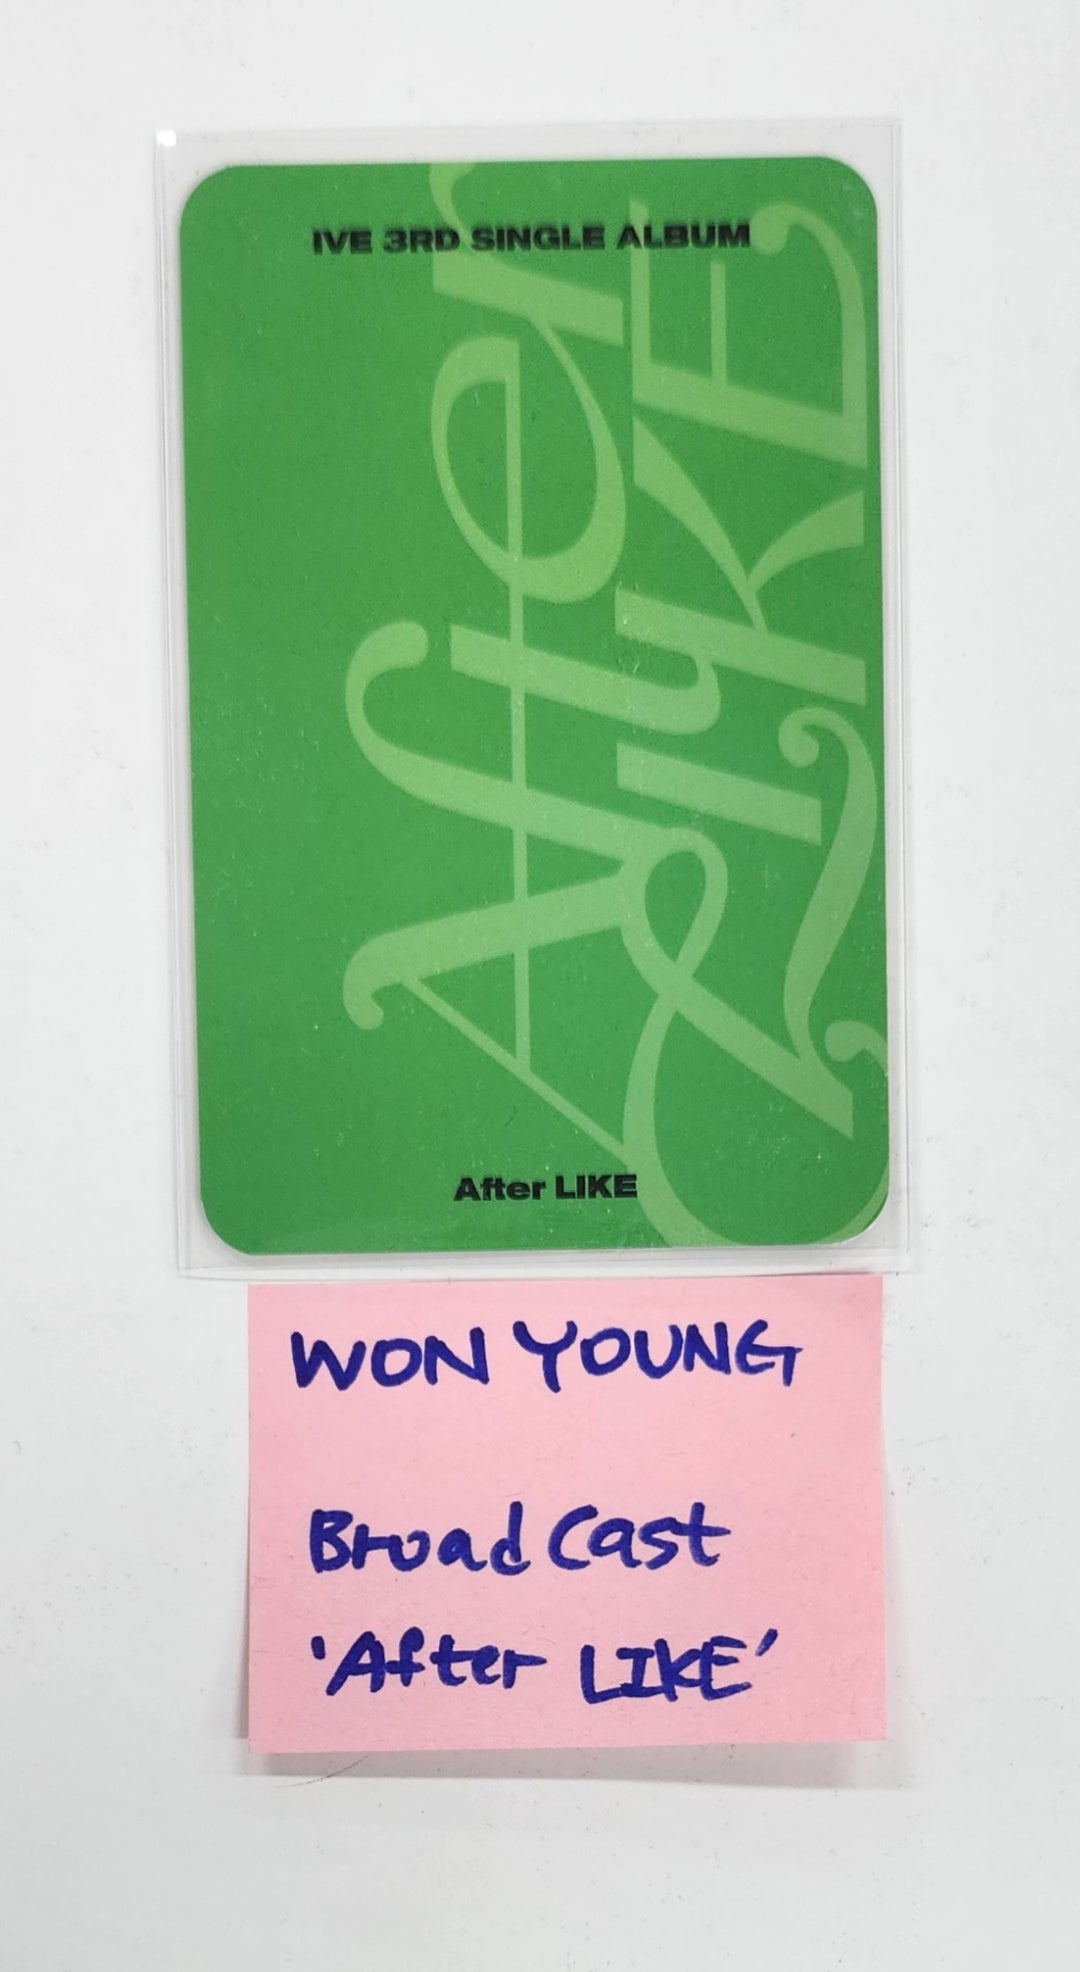 IVE 3RD SINGLE ALBUM
After LIKE
After LIKE
WON YOUNG
Broad Cast
'After LIKE'